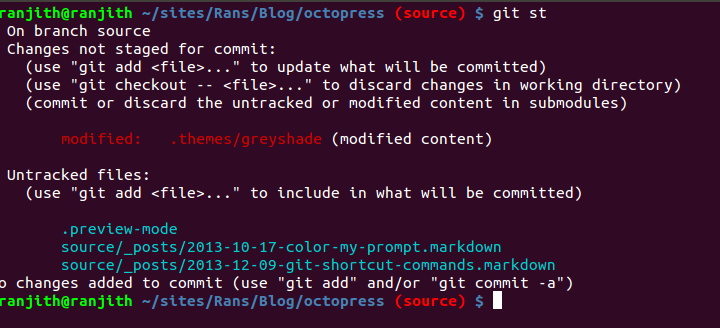 ranjith@ranjith ~/sites/Rans/Blog/octopress (source) $ git st
On branch source
Changes not staged for commit:
(use "git add <file>..." to update what will be committed)
(use "git checkout -- <file>..." to discard changes in working directory)
(commit or discard the untracked or modified content in submodules)
modified: .themes/greyshade (modified content)
Untracked files:
(use "git add <file>..." to include in what will be committed)
.preview-mode
source/_posts/2013-10-17-color-my-prompt.markdown
source/_posts/2013-12-09-git-shortcut-commands.markdown
o changes added to commit (use "git add" and/or "git commit -a")
ranjith@ranjith ~/sites/Rans/Blog/octopress (source) $